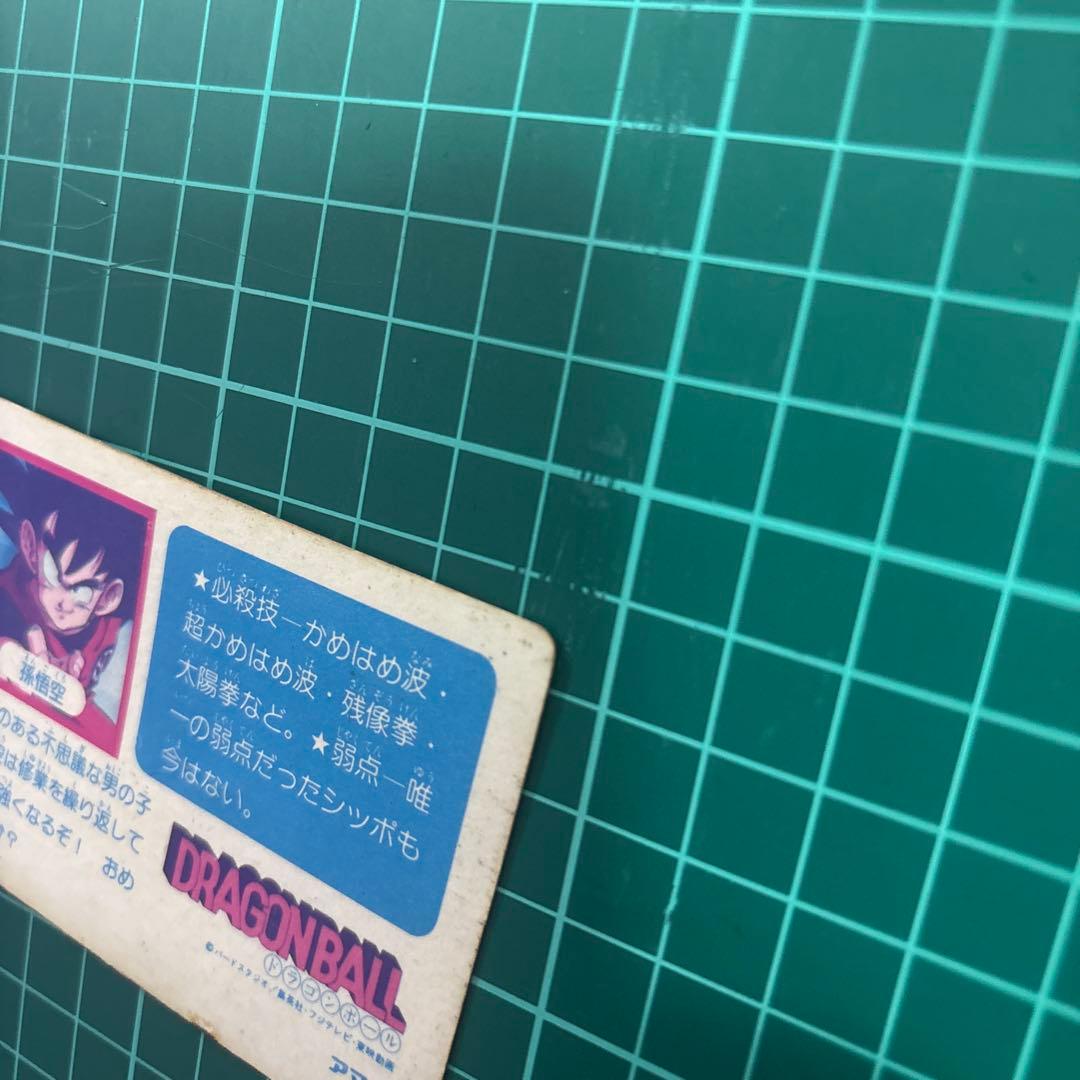 ★必殺技―かめはめ波・
超かめはめ波・残像拳・
太陽拳など。★弱点―唯
一の弱点だったシッポも
今はない。
孫悟空
のある不思議な男の子
は修業を繰り返して
強くなるぞ！　おめ
？
DRAGON BALL
ドラゴンボール
©バードスタジオ／集英社・フジテレビ・東映動画
アマ